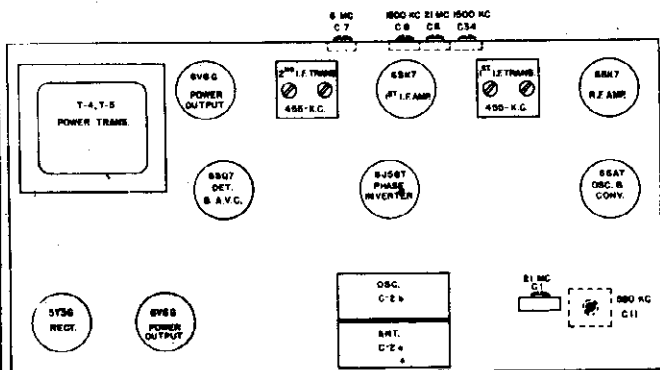 6 MC
C 7
1800 KC
C 8
21 MC
C 6
1500 KC
C34
T-4, T-5
POWER TRANS.
6V6G
POWER
OUTPUT
2ND I.F. TRANS.
455-K.C.
6SK7
1ST I.F. AMP.
1ST I.F. TRANS.
455-K.C.
6SK7
R.F. AMP.
6SQ7
DET.
& A.V.C.
6J5GT
PHASE
INVERTER
6SA7
OSC. &
CONV.
5Y3G
RECT.
6V6G
POWER
OUTPUT
OSC.
C-2 b
ANT.
C-2 a
21 MC
C 1
580 KC
C11